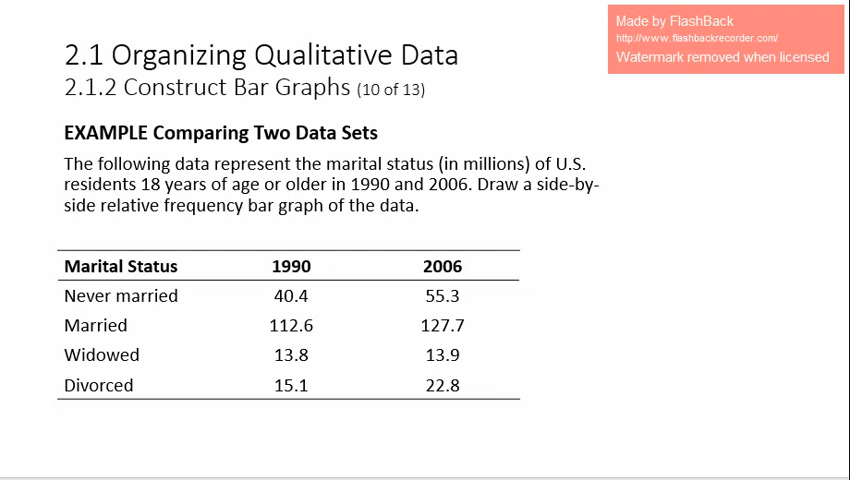 Made by FlashBack
http://www.flashbackrecorder.com/
Watermark removed when licensed
2.1 Organizing Qualitative Data
2.1.2 Construct Bar Graphs (10 of 13)
EXAMPLE Comparing Two Data Sets
The following data represent the marital status (in millions) of U.S.
residents 18 years of age or older in 1990 and 2006. Draw a side-by-
side relative frequency bar graph of the data.
Marital Status 1990 2006
Never married 40.4 55.3
Married 112.6 127.7
Widowed 13.8 13.9
Divorced 15.1 22.8